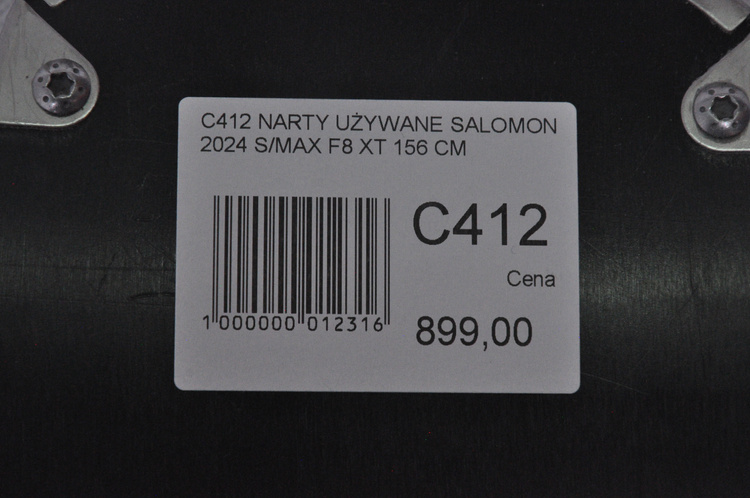 C412 NARTY UŻYWANE SALOMON
2024 S/MAX F8 XT 156 CM
C412
Cena
899,00
1 000000 012316